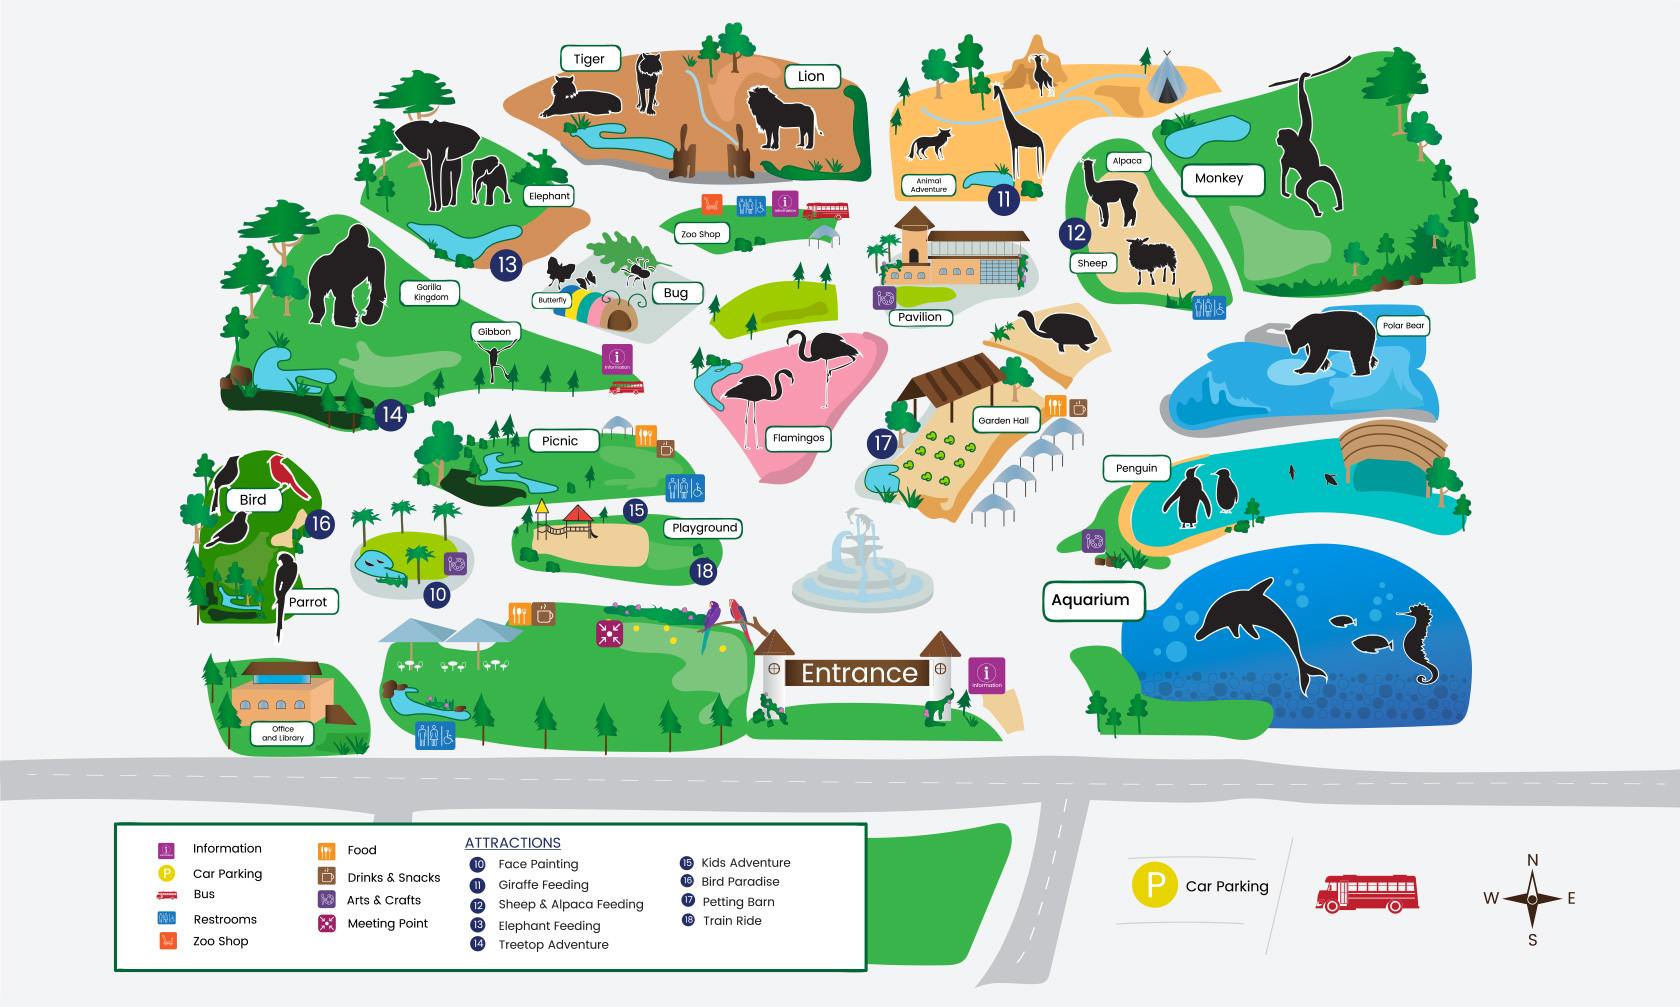 Tiger
Lion
Elephant
13
Zoo Shop
information
Animal
Adventure
11
Alpaca
12
Sheep
Monkey
Gorilla
Kingdom
Gibbon
information
14
Butterfly
Bug
Pavilion
Polar Bear
Flamingos
Garden Hall
17
Picnic
15
Playground
18
Bird
16
Parrot
10
Penguin
Aquarium
Entrance
information
Office
and Library
Information
Car Parking
Bus
Restrooms
Zoo Shop
Food
Drinks & Snacks
Arts & Crafts
Meeting Point
ATTRACTIONS
10 Face Painting
11 Giraffe Feeding
12 Sheep & Alpaca Feeding
13 Elephant Feeding
14 Treetop Adventure
15 Kids Adventure
16 Bird Paradise
17 Petting Barn
18 Train Ride
P
P Car Parking
N
W E
S